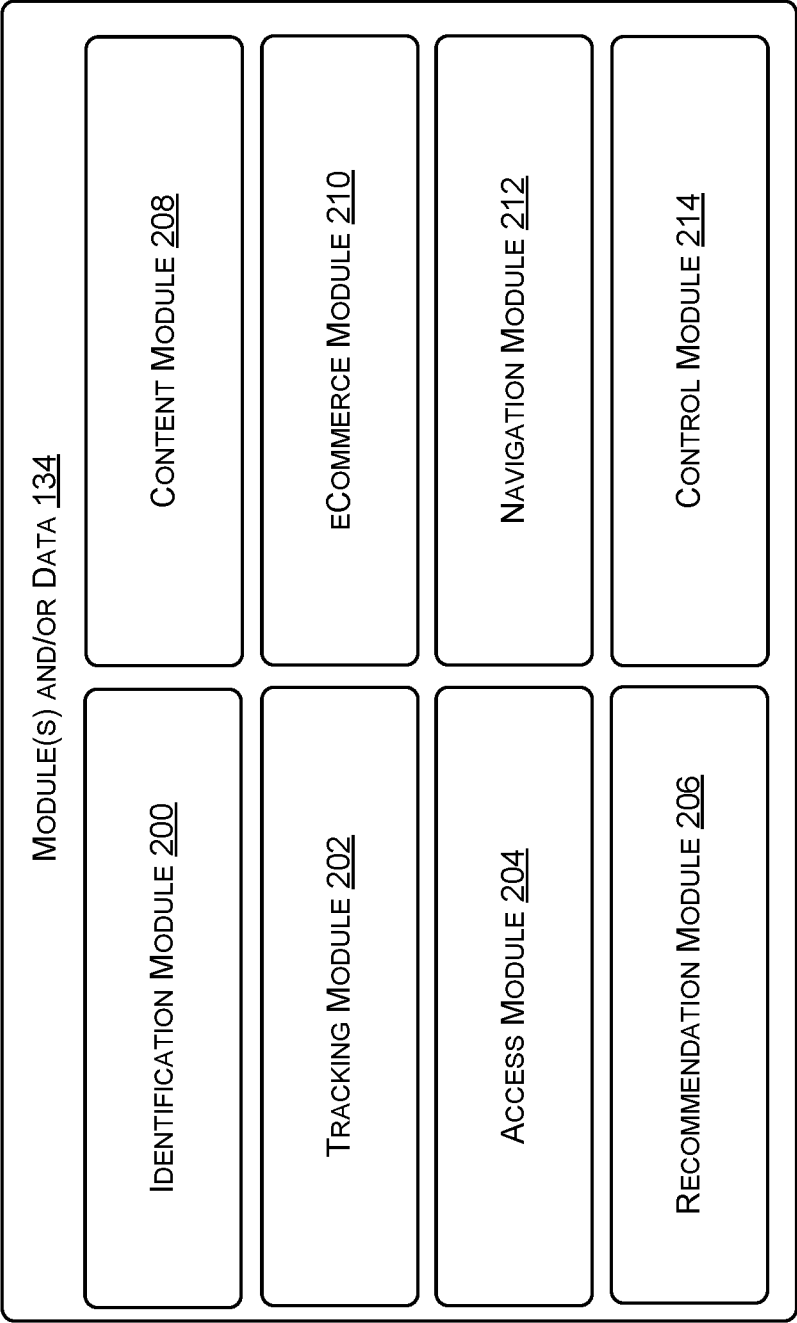 MODULE(S) AND/OR DATA 134
IDENTIFICATION MODULE 200
CONTENT MODULE 208
TRACKING MODULE 202
ECOMMERCE MODULE 210
ACCESS MODULE 204
NAVIGATION MODULE 212
RECOMMENDATION MODULE 206
CONTROL MODULE 214